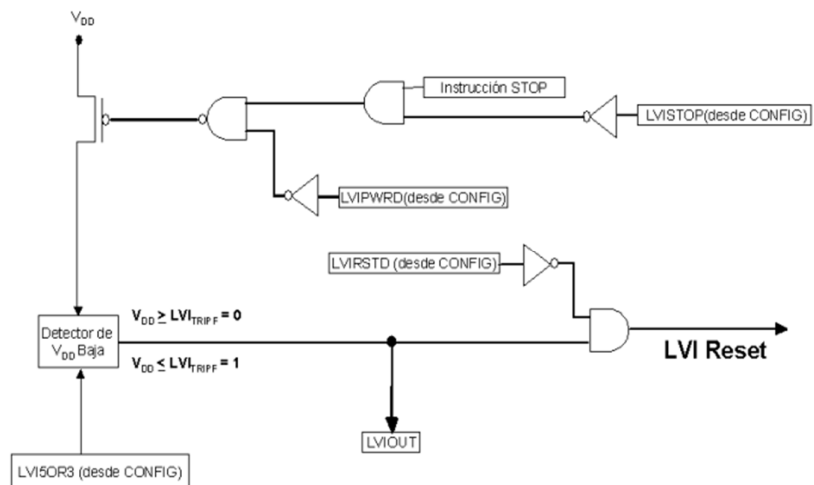 VDD
Instrucción STOP
LVISTOP(desde CONFIG)
LVIPWRD(desde CONFIG)
LVIRSTD (desde CONFIG)
VDD ≥ LVITRIPF = 0
Detector de
VDD Baja
VDD ≤ LVITRIPF = 1
LVI Reset
LVIOUT
LVI5OR3 (desde CONFIG)